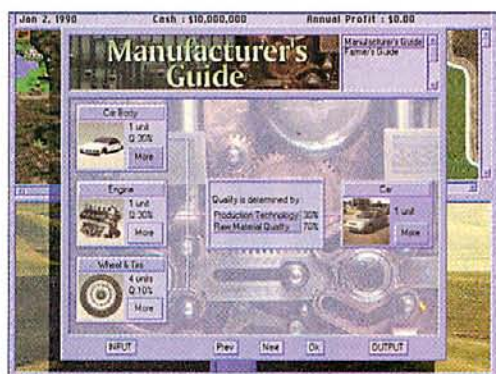 Jan 2, 1990 Cash : $10,000,000 Annual Profit : $0.00
Manufacturer's Guide
Manufacturer's Guide
Farmer's Guide
Car Body
1 unit
Q 35%
More
Engine
1 unit
Q 30%
More
Wheel & Tire
4 units
Q 10%
More
Quality is determined by
Production Technology 30%
Raw Material Quality 70%
Car
1 unit
More
INPUT Prev Next Ok OUTPUT